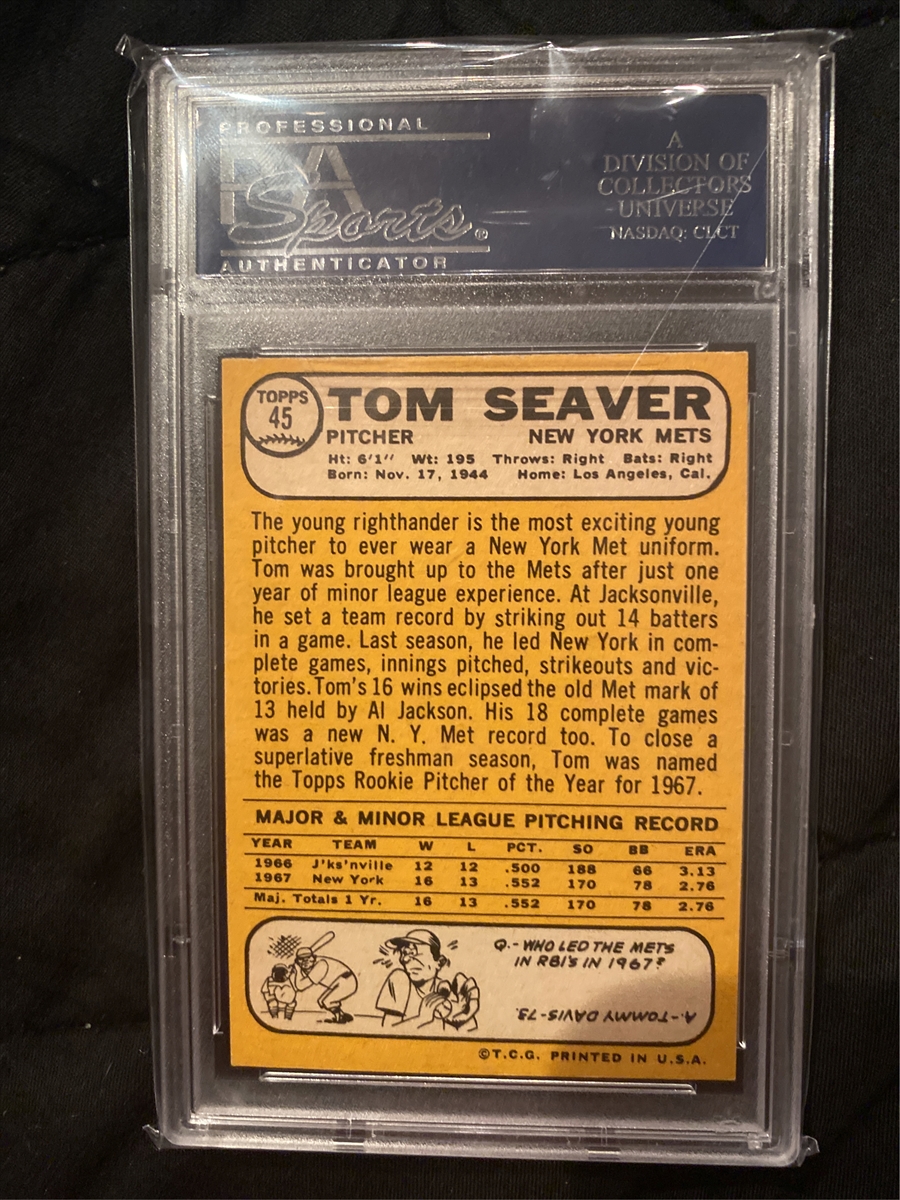 PROFESSIONAL
PSA
Sports®
AUTHENTICATOR
A
DIVISION OF
COLLECTORS
UNIVERSE
NASDAQ: CLCT
TOPPS
45
TOM SEAVER
PITCHER NEW YORK METS
Ht: 6'1" Wt: 195 Throws: Right Bats: Right
Born: Nov. 17, 1944 Home: Los Angeles, Cal.
The young righthander is the most exciting young
pitcher to ever wear a New York Met uniform.
Tom was brought up to the Mets after just one
year of minor league experience. At Jacksonville,
he set a team record by striking out 14 batters
in a game. Last season, he led New York in com-
plete games, innings pitched, strikeouts and vic-
tories. Tom's 16 wins eclipsed the old Met mark of
13 held by Al Jackson. His 18 complete games
was a new N. Y. Met record too. To close a
superlative freshman season, Tom was named
the Topps Rookie Pitcher of the Year for 1967.
MAJOR & MINOR LEAGUE PITCHING RECORD
YEAR TEAM W L PCT. SO BB ERA
1966 J'ks'nville 12 12 .500 188 66 3.13
1967 New York 16 13 .552 170 78 2.76
Maj. Totals 1 Yr. 16 13 .552 170 78 2.76
Q.- WHO LED THE METS
IN RBI'S IN 1967?
A.- TOMMY DAVIS-73.
©T.C.G. PRINTED IN U.S.A.